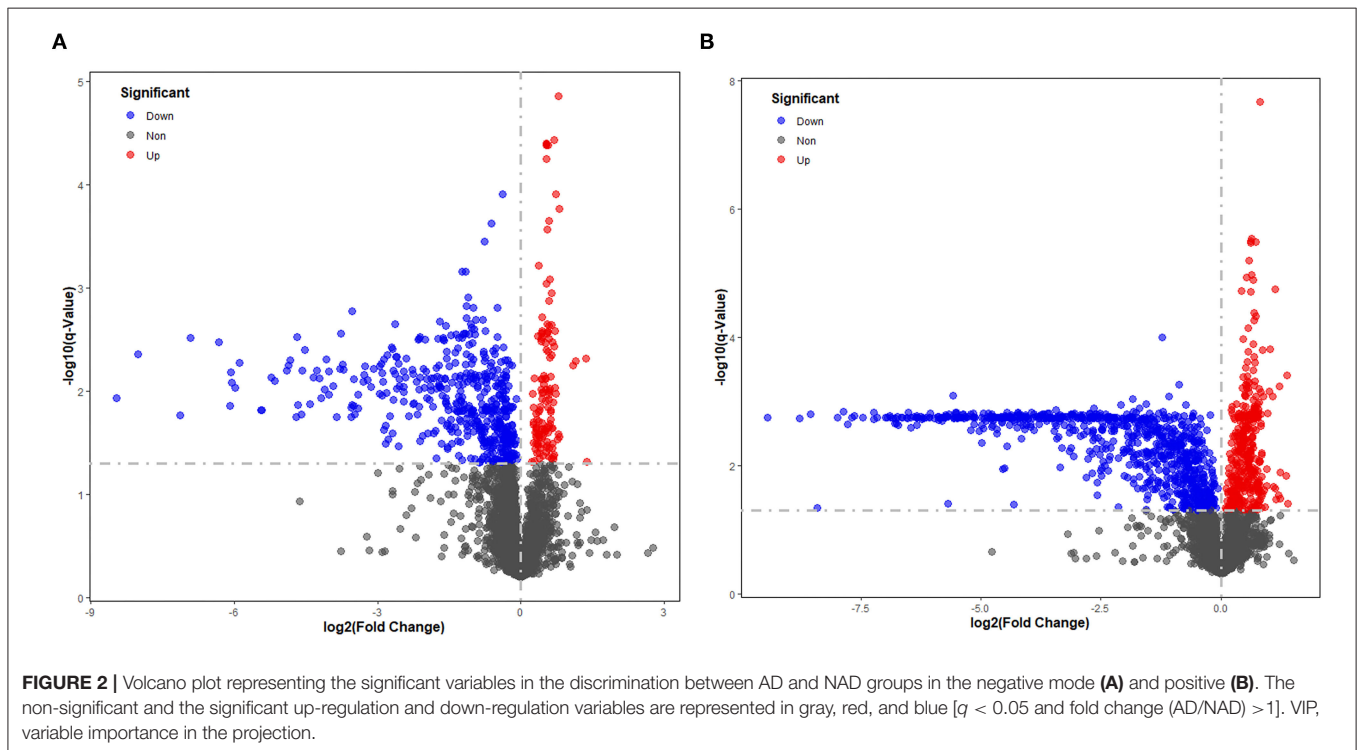 A
B
Significant
Down
Non
Up
5
4
3
2
1
0
-log10(q-Value)
-9
-6
-3
0
3
log2(Fold Change)
Significant
Down
Non
Up
8
6
4
2
0
-log10(q-Value)
-7.5
-5.0
-2.5
0.0
log2(Fold Change)
FIGURE 2 | Volcano plot representing the significant variables in the discrimination between AD and NAD groups in the negative mode (A) and positive (B). The
non-significant and the significant up-regulation and down-regulation variables are represented in gray, red, and blue [q < 0.05 and fold change (AD/NAD) >1]. VIP,
variable importance in the projection.